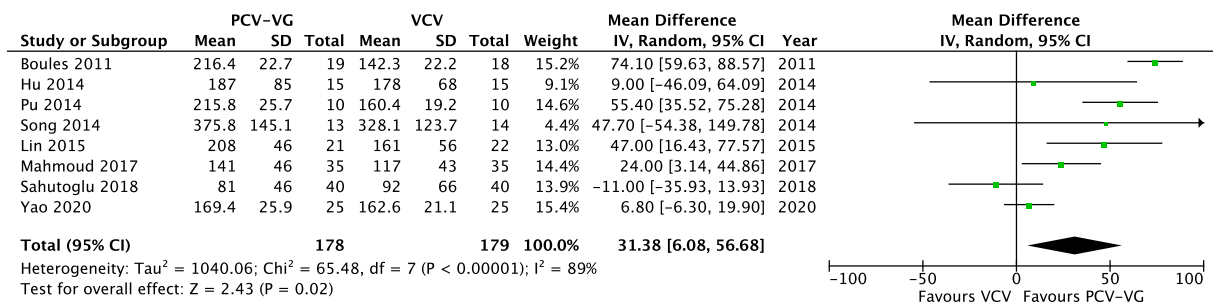 PCV-VG VCV Mean Difference Mean Difference
Study or Subgroup Mean SD Total Mean SD Total Weight IV, Random, 95% CI Year IV, Random, 95% CI
Boules 2011 216.4 22.7 19 142.3 22.2 18 15.2% 74.10 [59.63, 88.57] 2011
Hu 2014 187 85 15 178 68 15 9.1% 9.00 [-46.09, 64.09] 2014
Pu 2014 215.8 25.7 10 160.4 19.2 10 14.6% 55.40 [35.52, 75.28] 2014
Song 2014 375.8 145.1 13 328.1 123.7 14 4.4% 47.70 [-54.38, 149.78] 2014
Lin 2015 208 46 21 161 56 22 13.0% 47.00 [16.43, 77.57] 2015
Mahmoud 2017 141 46 35 117 43 35 14.4% 24.00 [3.14, 44.86] 2017
Sahutoglu 2018 81 46 40 92 66 40 13.9% -11.00 [-35.93, 13.93] 2018
Yao 2020 169.4 25.9 25 162.6 21.1 25 15.4% 6.80 [-6.30, 19.90] 2020
Total (95% CI) 178 179 100.0% 31.38 [6.08, 56.68]
Heterogeneity: Tau² = 1040.06; Chi² = 65.48, df = 7 (P < 0.00001); I² = 89%
Test for overall effect: Z = 2.43 (P = 0.02)
-100 -50 0 50 100
Favours VCV Favours PCV-VG